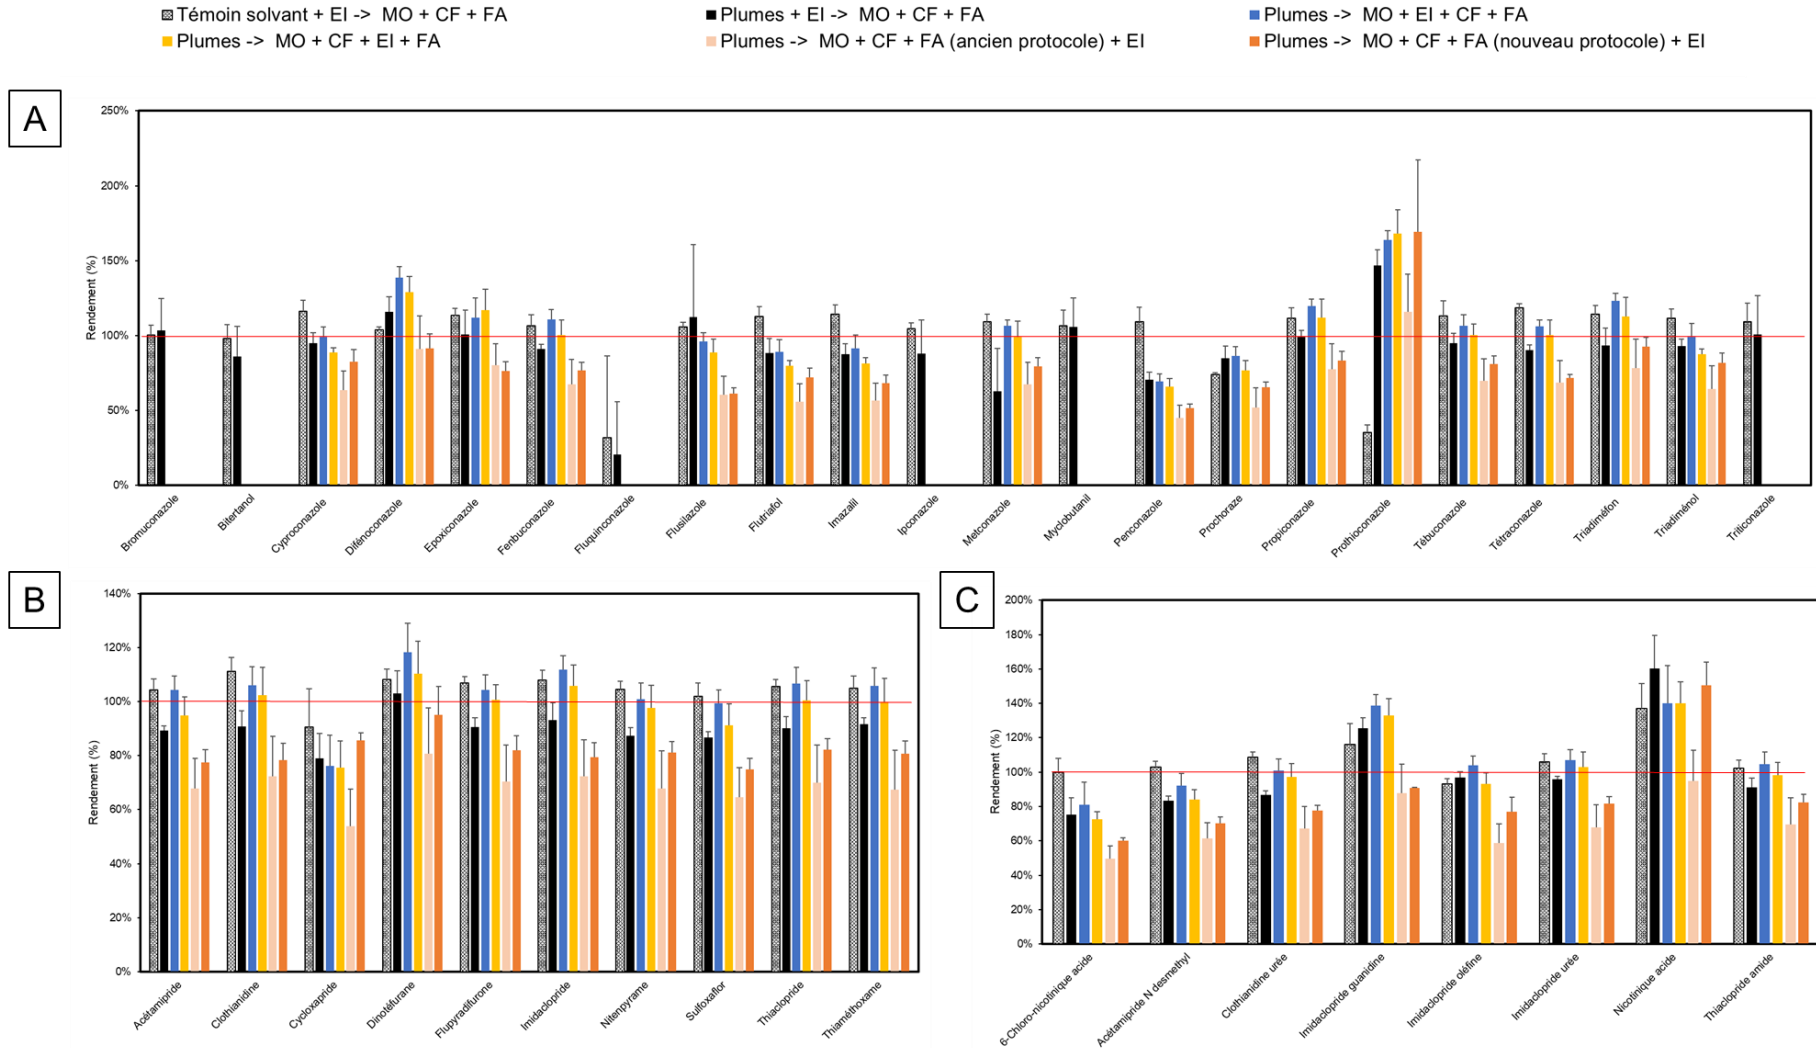 Témoin solvant + EI -> MO + CF + FA
Plumes + EI -> MO + CF + FA
Plumes -> MO + EI + CF + FA
Plumes -> MO + CF + EI + FA
Plumes -> MO + CF + FA (ancien protocole) + EI
Plumes -> MO + CF + FA (nouveau protocole) + EI
A
Rendement (%)
250%
200%
150%
100%
50%
0%
Bromuconazole
Bitertanol
Cyproconazole
Difénoconazole
Epoxiconazole
Fenbuconazole
Fluquinconazole
Flusilazole
Flutriafol
Imazalil
Ipconazole
Metconazole
Myclobutanil
Penconazole
Prochoraze
Propiconazole
Prothioconazole
Tébuconazole
Tétraconazole
Triadiméfon
Triadiménol
Triticonazole
B
Rendement (%)
140%
120%
100%
80%
60%
40%
20%
0%
Acétamipride
Clothianidine
Cycloxapride
Dinotéfurane
Flupyradifurone
Imidaclopride
Nitenpyrame
Sulfoxaflor
Thiaclopride
Thiaméthoxame
C
Rendement (%)
200%
180%
160%
140%
120%
100%
80%
60%
40%
20%
0%
6-Chloro-nicotinique acide
Acétamipride N desmethyl
Clothianidine urée
Imidaclopride guanidine
Imidaclopride oléfine
Imidaclopride urée
Nicotinique acide
Thiaclopride amide